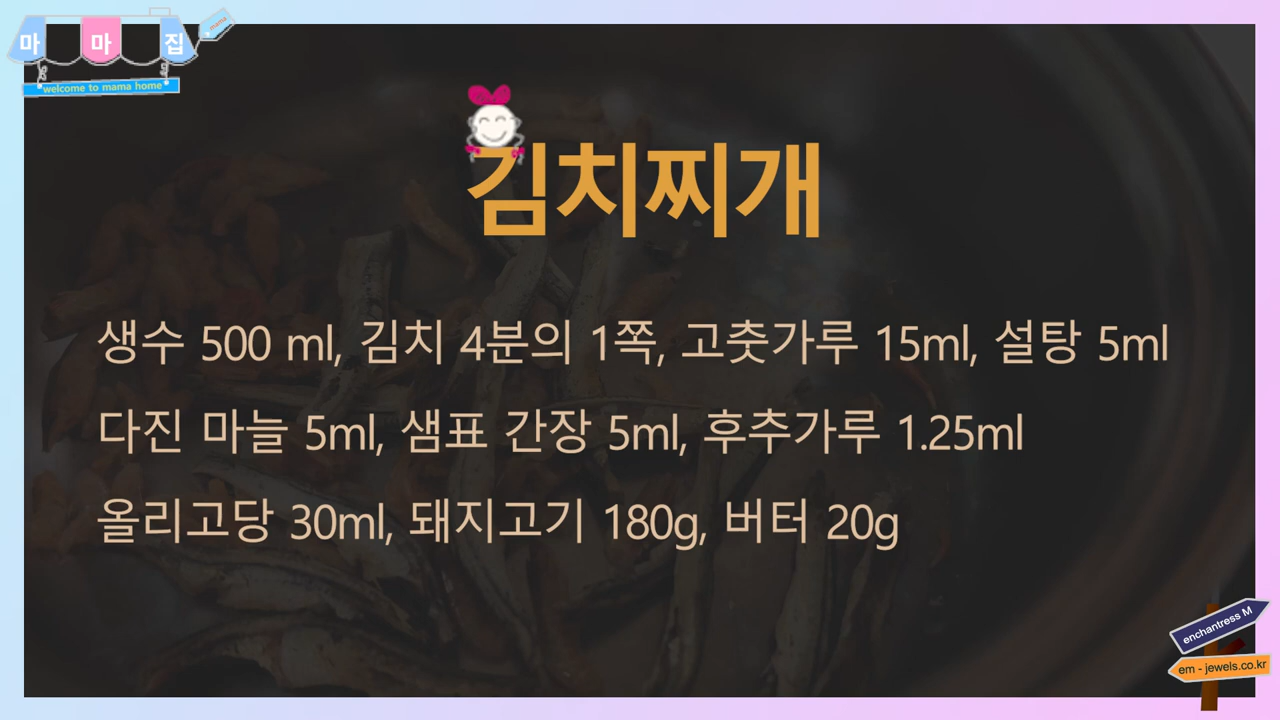 마 마 집
mama
welcome to mama home
김치찌개
생수 500 ml, 김치 4분의 1쪽, 고춧가루 15ml, 설탕 5ml
다진 마늘 5ml, 샘표 간장 5ml, 후추가루 1.25ml
올리고당 30ml, 돼지고기 180g, 버터 20g
enchantress M
em - jewels.co.kr